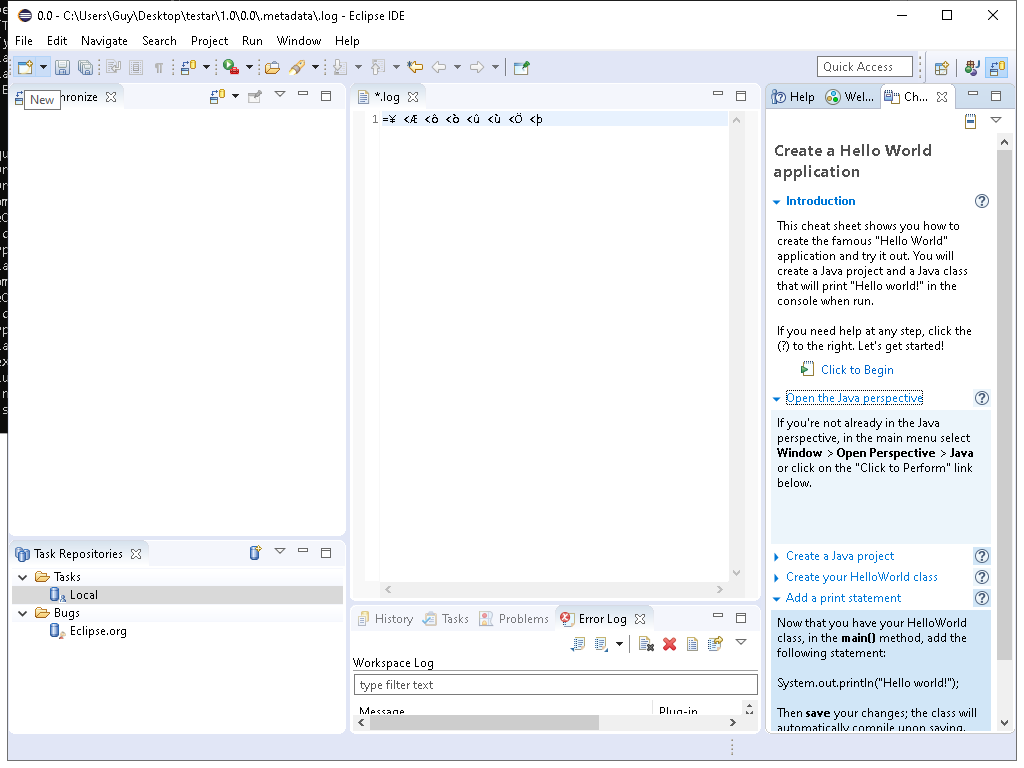 0.0 - C:\Users\Guy\Desktop\testar\1.0\0.0\.metadata\.log - Eclipse IDE
File Edit Navigate Search Project Run Window Help
Quick Access
New
hronize
*.log
Help
Wel...
Ch...
1 =¥ <Æ <ô <ò <û <ù <Ö <þ
Create a Hello World
application
Introduction
This cheat sheet shows you how to
create the famous "Hello World"
application and try it out. You will
create a Java project and a Java class
that will print "Hello world!" in the
console when run.
If you need help at any step, click the
(?) to the right. Let's get started!
Click to Begin
Open the Java perspective
If you're not already in the Java
perspective, in the main menu select
Window > Open Perspective > Java
or click on the "Click to Perform" link
below.
Create a Java project
Create your HelloWorld class
Add a print statement
Now that you have your HelloWorld
class, in the main() method, add the
following statement:
System.out.println("Hello world!");
Then save your changes; the class will
automatically compile upon saving.
Task Repositories
Tasks
Local
Bugs
Eclipse.org
History Tasks Problems Error Log
Workspace Log
type filter text
Message Plug-in